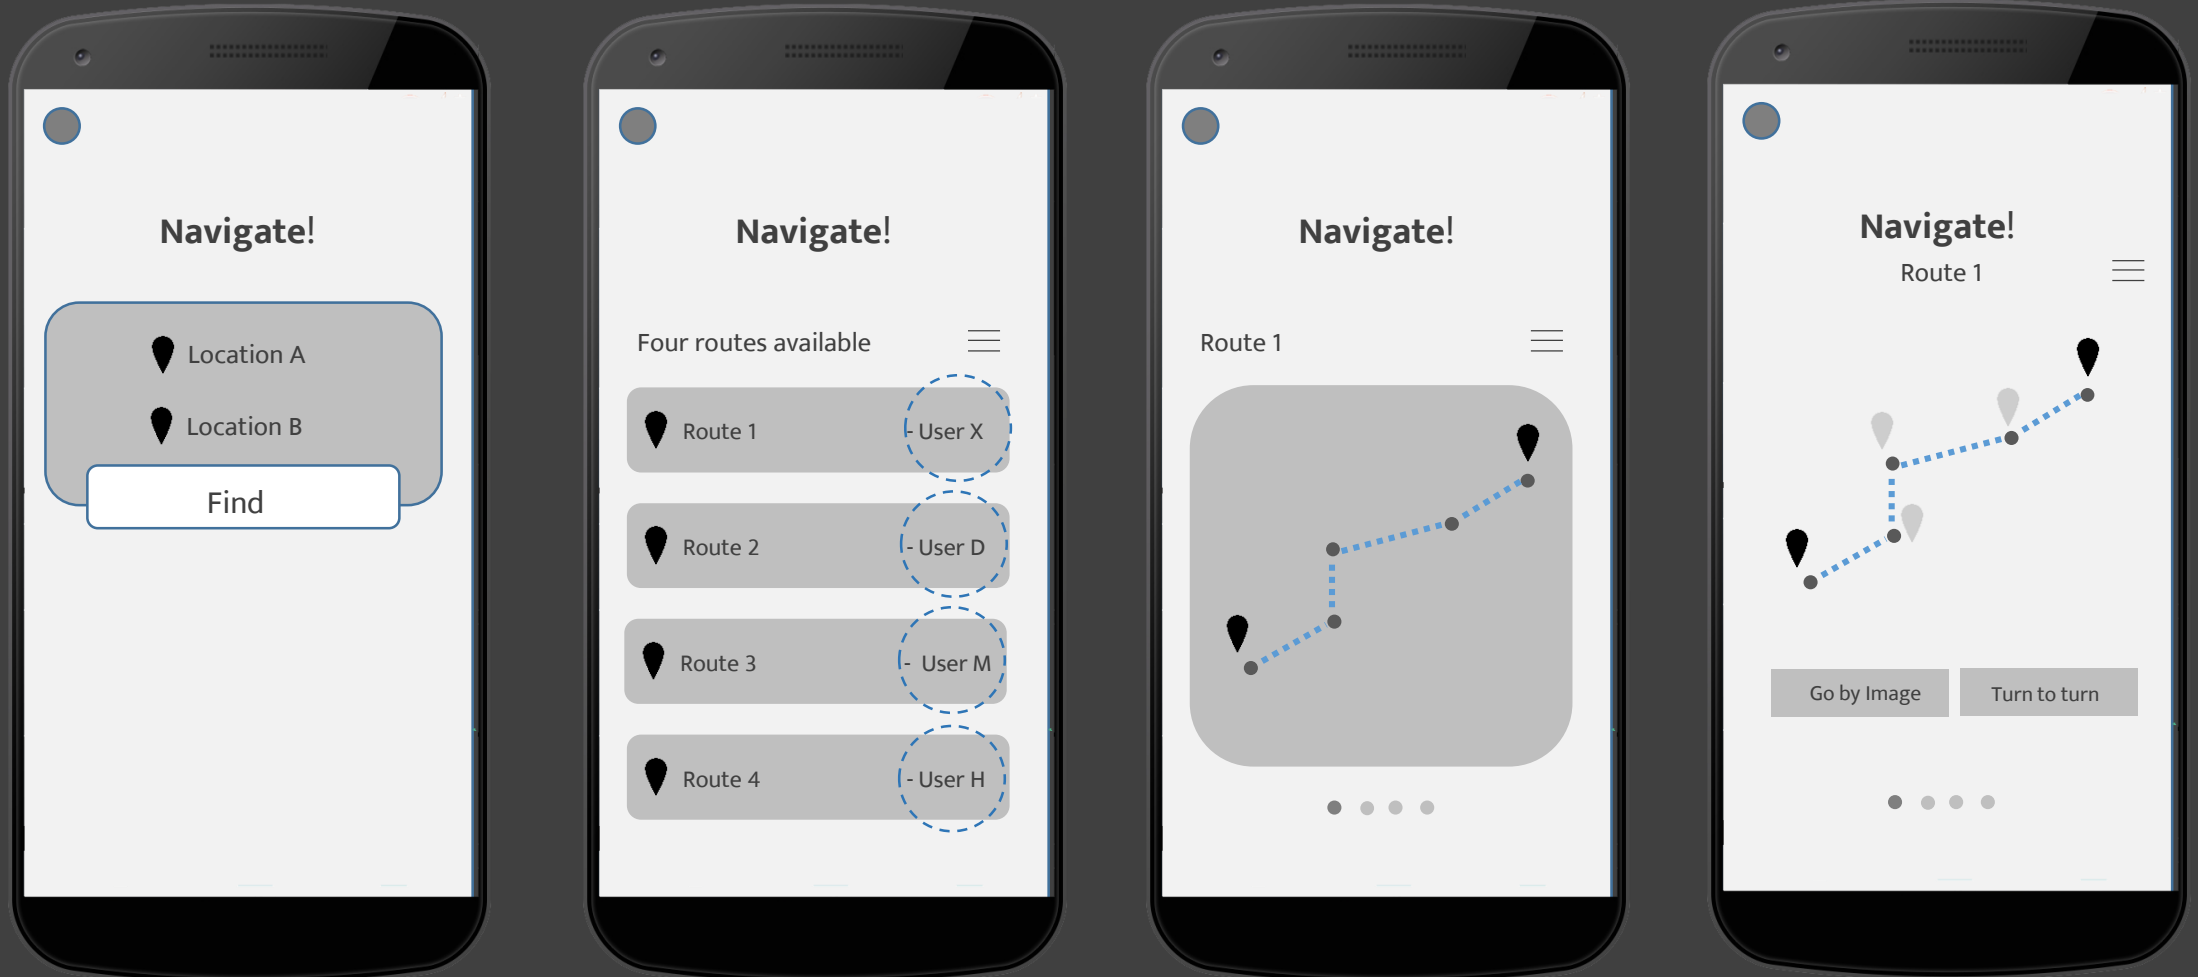 Navigate!
Location A
Location B
Find
Navigate!
Four routes available
Route 1 - User X
Route 2 - User D
Route 3 - User M
Route 4 - User H
Navigate!
Route 1
Navigate!
Route 1
Go by Image
Turn to turn